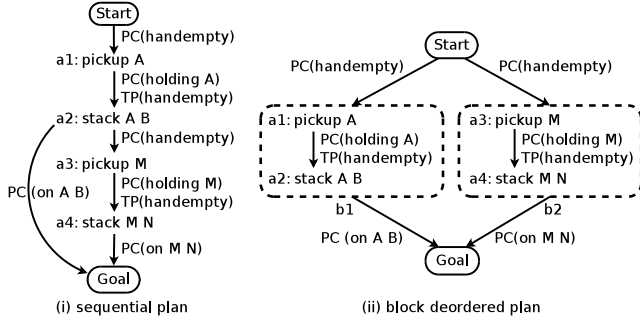 Start
PC(handempty)
a1: pickup A
PC(holding A)
TP(handempty)
a2: stack A B
PC(handempty)
a3: pickup M
PC(holding M)
TP(handempty)
PC (on A B)
a4: stack M N
PC(on M N)
Goal
(i) sequential plan
Start
PC(handempty)
PC(handempty)
a1: pickup A
PC(holding A)
TP(handempty)
a2: stack A B
b1
a3: pickup M
PC(holding M)
TP(handempty)
a4: stack M N
b2
PC (on A B)
PC(on M N)
Goal
(ii) block deordered plan